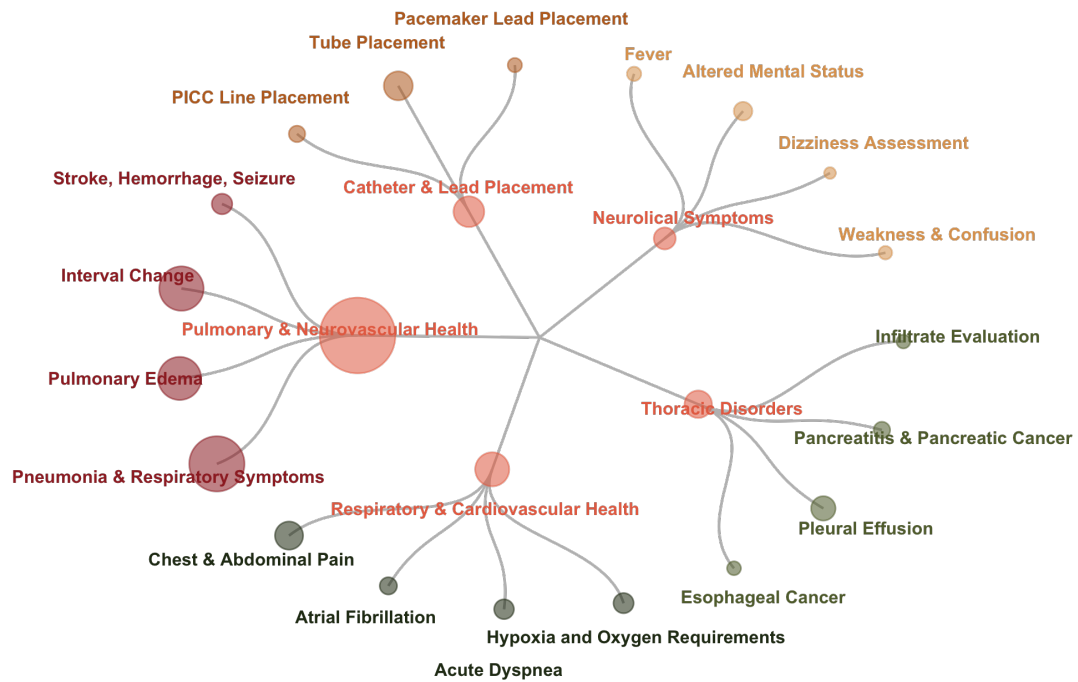 Pacemaker Lead Placement
Tube Placement
Fever
Altered Mental Status
PICC Line Placement
Dizziness Assessment
Stroke, Hemorrhage, Seizure
Catheter & Lead Placement
Neurolical Symptoms
Weakness & Confusion
Interval Change
Pulmonary & Neurovascular Health
Infiltrate Evaluation
Pulmonary Edema
Thoracic Disorders
Pancreatitis & Pancreatic Cancer
Pneumonia & Respiratory Symptoms
Respiratory & Cardiovascular Health
Pleural Effusion
Chest & Abdominal Pain
Esophageal Cancer
Atrial Fibrillation
Hypoxia and Oxygen Requirements
Acute Dyspnea